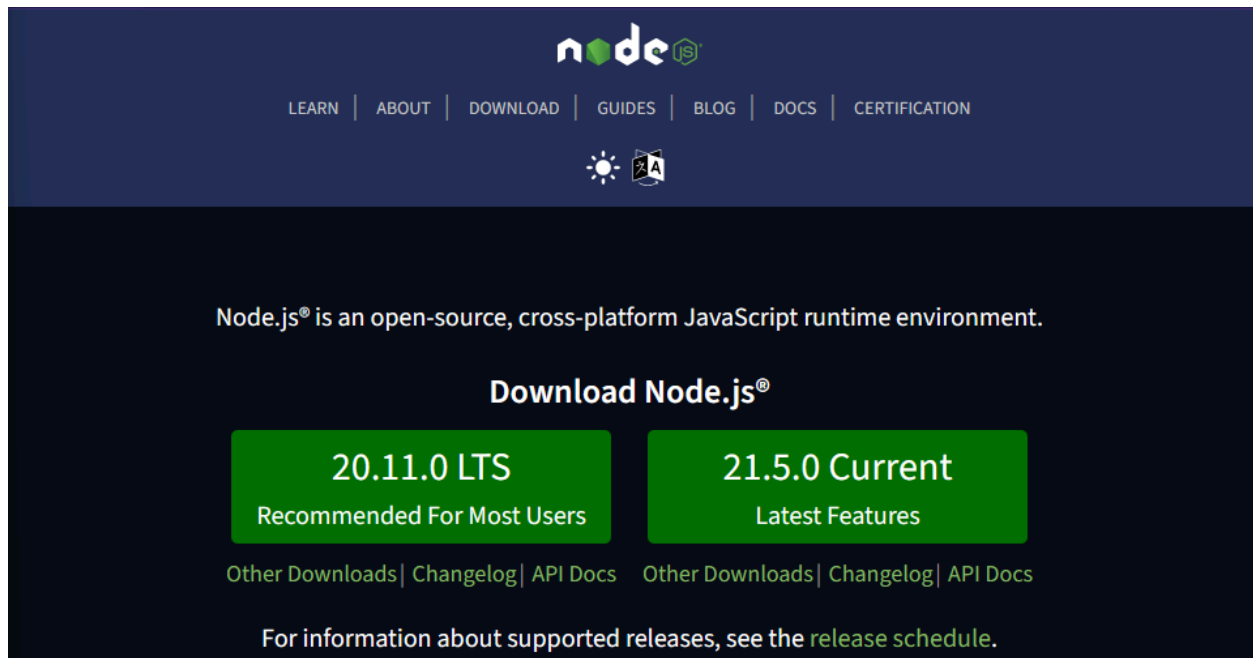 node JS
LEARN | ABOUT | DOWNLOAD | GUIDES | BLOG | DOCS | CERTIFICATION
文 A
Node.js® is an open-source, cross-platform JavaScript runtime environment.
Download Node.js®
20.11.0 LTS
Recommended For Most Users
21.5.0 Current
Latest Features
Other Downloads| Changelog| API Docs
Other Downloads| Changelog| API Docs
For information about supported releases, see the release schedule.